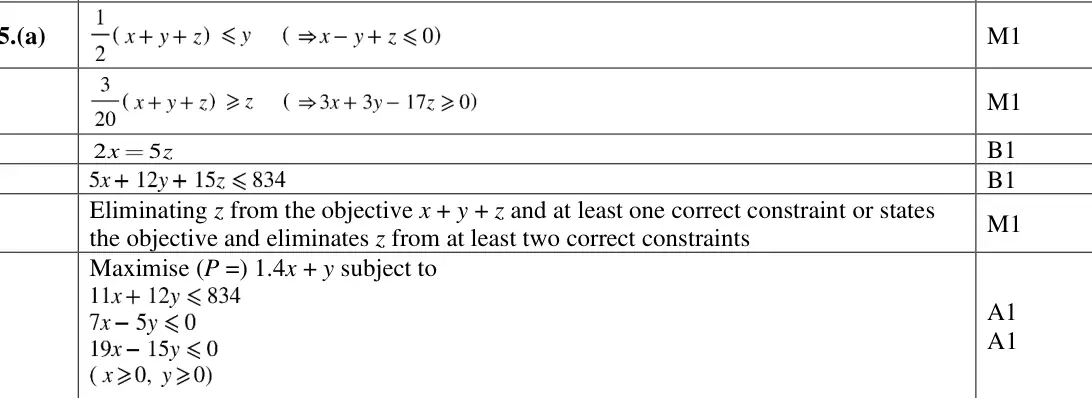 5.(a) 1/2 ( x + y + z) ⩽ y ( ⇒ x − y + z ⩽ 0) M1
3/20 ( x + y + z) ⩾ z ( ⇒ 3x + 3y − 17z ⩾ 0) M1
2x = 5z B1
5x + 12y + 15z ⩽ 834 B1
Eliminating z from the objective x + y + z and at least one correct constraint or states
the objective and eliminates z from at least two correct constraints M1
Maximise (P =) 1.4x + y subject to
11x + 12y ⩽ 834
7x − 5y ⩽ 0 A1
19x − 15y ⩽ 0 A1
( x ⩾ 0, y ⩾ 0)